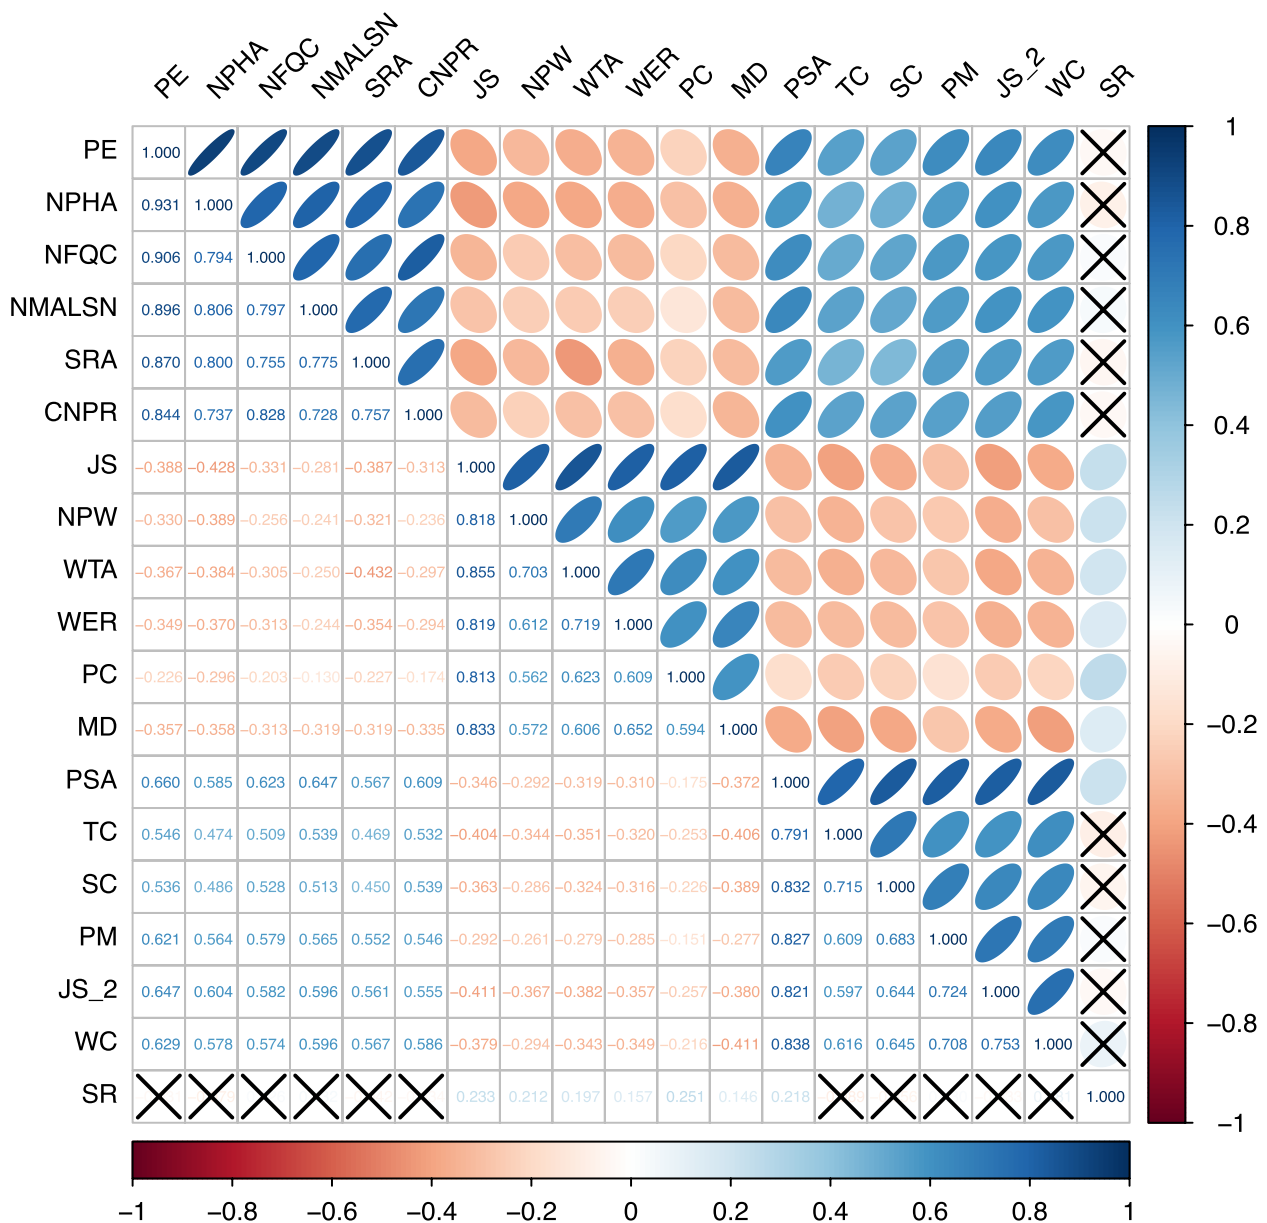 PE NPHA NFQC NMALSN SRA CNPR JS NPW WTA WER PC MD PSA TC SC PM JS_2 WC SR
PE 1.000
NPHA 0.931 1.000
NFQC 0.906 0.794 1.000
NMALSN 0.896 0.806 0.797 1.000
SRA 0.870 0.800 0.755 0.775 1.000
CNPR 0.844 0.737 0.828 0.728 0.757 1.000
JS −0.388 −0.428 −0.331 −0.281 −0.387 −0.313 1.000
NPW −0.330 −0.389 −0.256 −0.241 −0.321 −0.236 0.818 1.000
WTA −0.367 −0.384 −0.305 −0.250 −0.432 −0.297 0.855 0.703 1.000
WER −0.349 −0.370 −0.313 −0.244 −0.354 −0.294 0.819 0.612 0.719 1.000
PC −0.226 −0.296 −0.203 −0.130 −0.227 −0.174 0.813 0.562 0.623 0.609 1.000
MD −0.357 −0.358 −0.313 −0.319 −0.319 −0.335 0.833 0.572 0.606 0.652 0.594 1.000
PSA 0.660 0.585 0.623 0.647 0.567 0.609 −0.346 −0.292 −0.319 −0.310 −0.175 −0.372 1.000
TC 0.546 0.474 0.509 0.539 0.469 0.532 −0.404 −0.344 −0.351 −0.320 −0.253 −0.406 0.791 1.000
SC 0.536 0.486 0.528 0.513 0.450 0.539 −0.363 −0.286 −0.324 −0.316 −0.226 −0.389 0.832 0.715 1.000
PM 0.621 0.564 0.579 0.565 0.552 0.546 −0.292 −0.261 −0.279 −0.285 −0.151 −0.277 0.827 0.609 0.683 1.000
JS_2 0.647 0.604 0.582 0.596 0.561 0.555 −0.411 −0.367 −0.382 −0.357 −0.257 −0.380 0.821 0.597 0.644 0.724 1.000
WC 0.629 0.578 0.574 0.596 0.567 0.586 −0.379 −0.294 −0.343 −0.349 −0.216 −0.411 0.838 0.616 0.645 0.708 0.753 1.000
SR 0.233 0.212 0.197 0.157 0.251 0.146 0.218 1.000
1
0.8
0.6
0.4
0.2
0
−0.2
−0.4
−0.6
−0.8
−1
−1 −0.8 −0.6 −0.4 −0.2 0 0.2 0.4 0.6 0.8 1